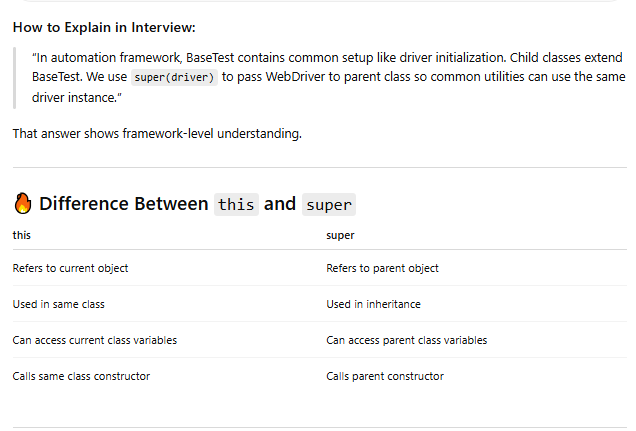 How to Explain in Interview:
“In automation framework, BaseTest contains common setup like driver initialization. Child classes extend
BaseTest. We use super(driver) to pass WebDriver to parent class so common utilities can use the same
driver instance.”
That answer shows framework-level understanding.
🔥 Difference Between this and super
this super
Refers to current object Refers to parent object
Used in same class Used in inheritance
Can access current class variables Can access parent class variables
Calls same class constructor Calls parent constructor